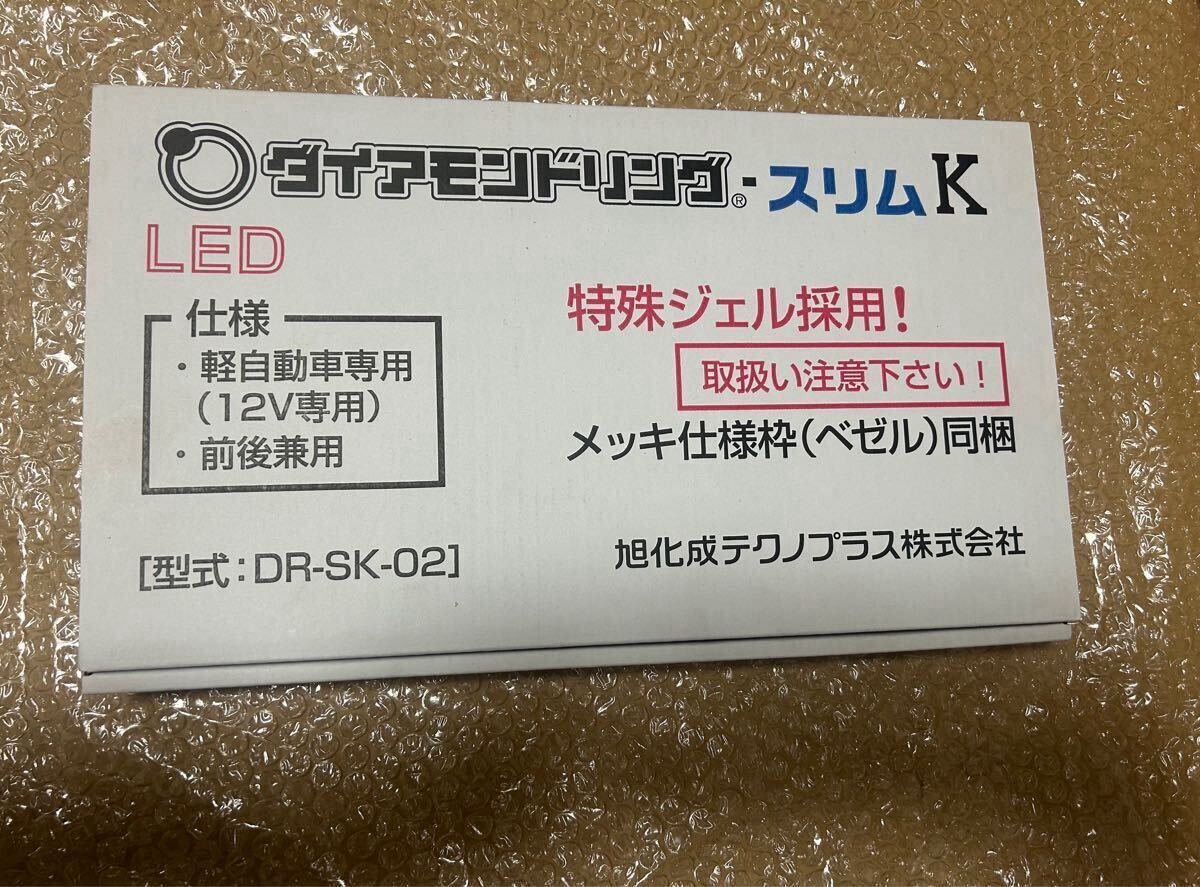 ダイアモンドリング®-スリムK
LED
仕様
・軽自動車専用
（12V専用）
・前後兼用
特殊ジェル採用！
取扱い注意下さい！
メッキ仕様枠（ベゼル）同梱
[型式：DR-SK-02]
旭化成テクノプラス株式会社